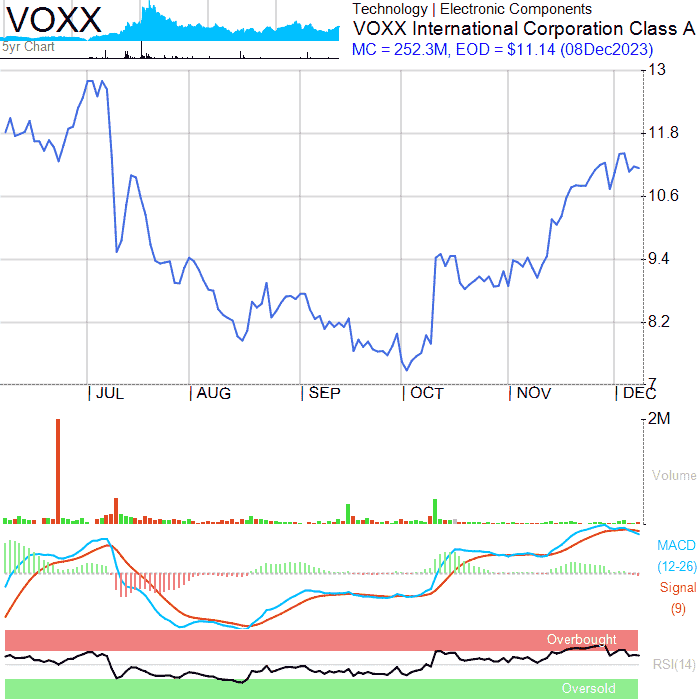 VOXX
5yr Chart
Technology | Electronic Components
VOXX International Corporation Class A
MC = 252.3M, EOD = $11.14 (08Dec2023)
13
11.8
10.6
9.4
8.2
7
JUL
AUG
SEP
OCT
NOV
DEC
2M
Volume
MACD
(12-26)
Signal
(9)
Overbought
RSI(14)
Oversold